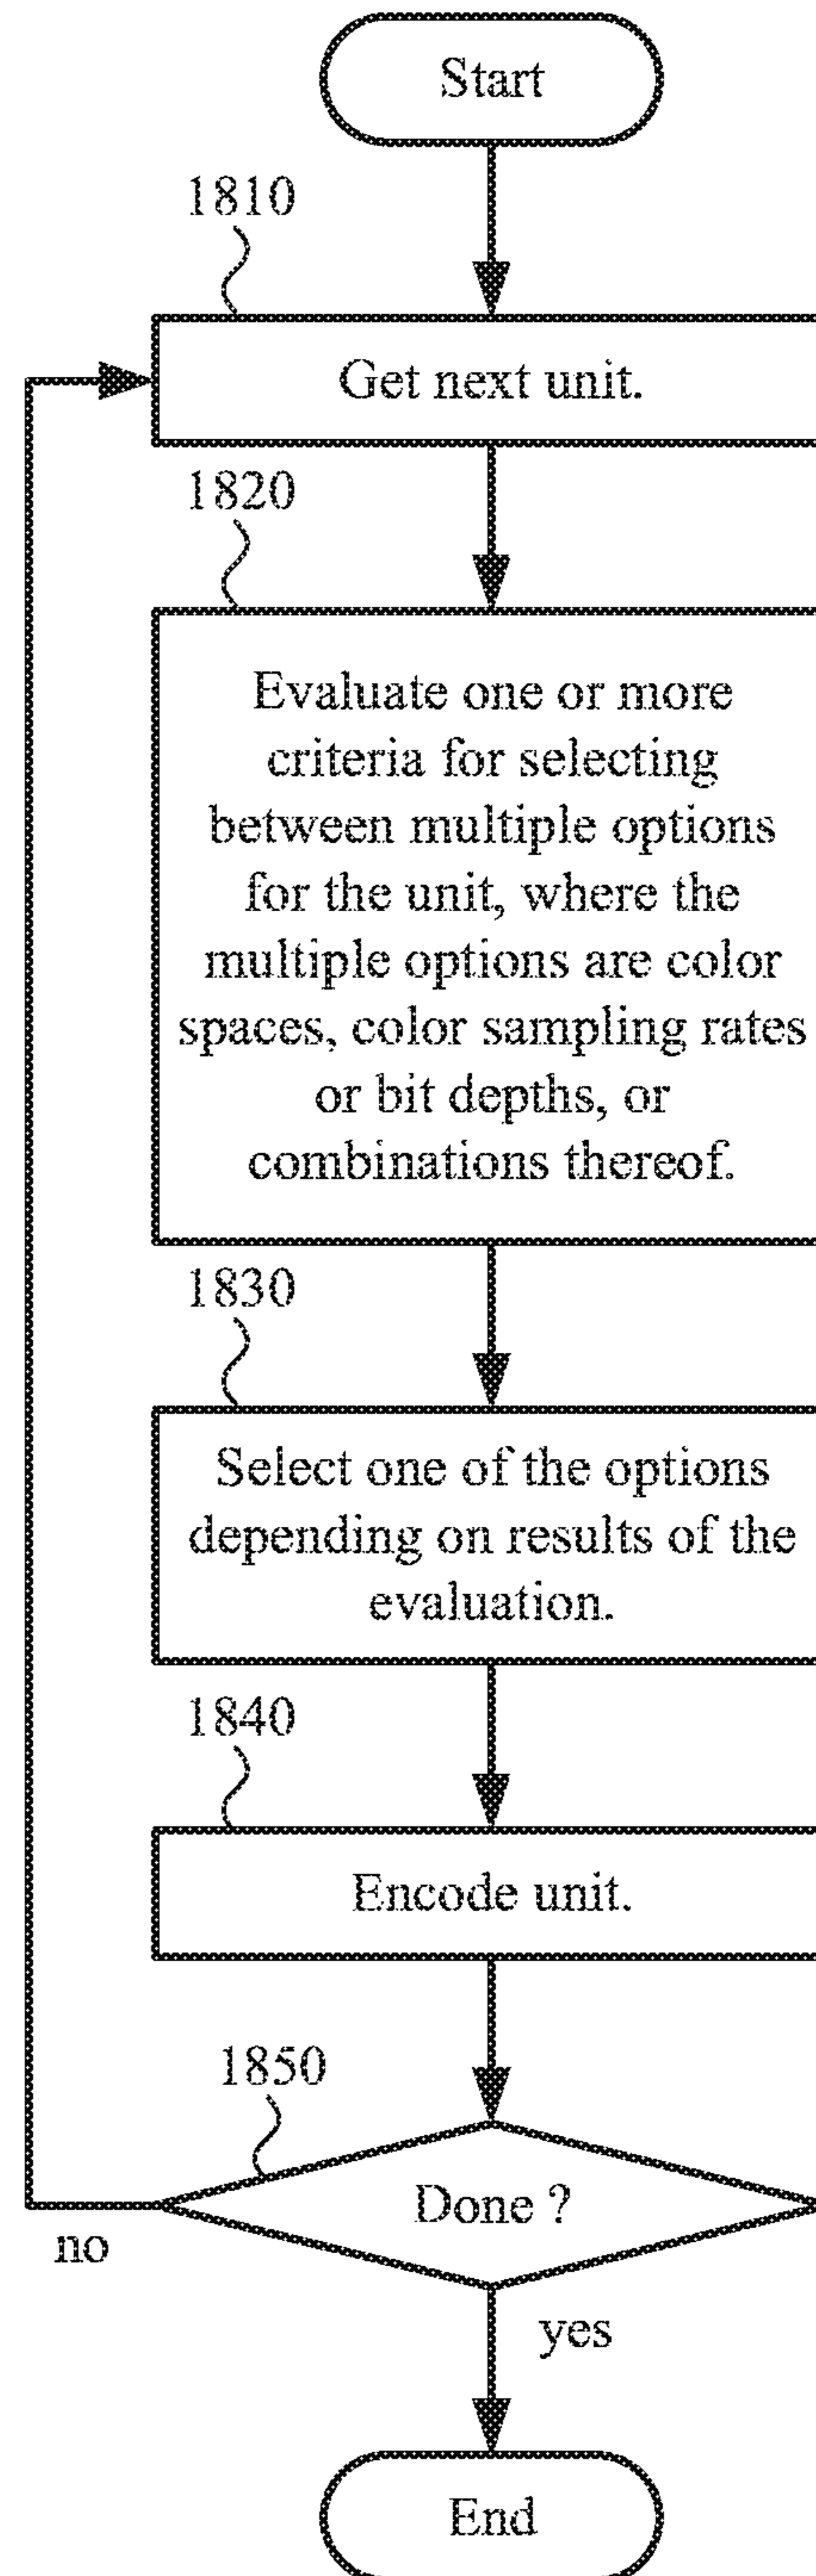 Start
1810
Get next unit.
1820
Evaluate one or more
criteria for selecting
between multiple options
for the unit, where the
multiple options are color
spaces, color sampling rates
or bit depths, or
combinations thereof.
1830
Select one of the options
depending on results of the
evaluation.
1840
Encode unit.
1850
Done ?
no
yes
End